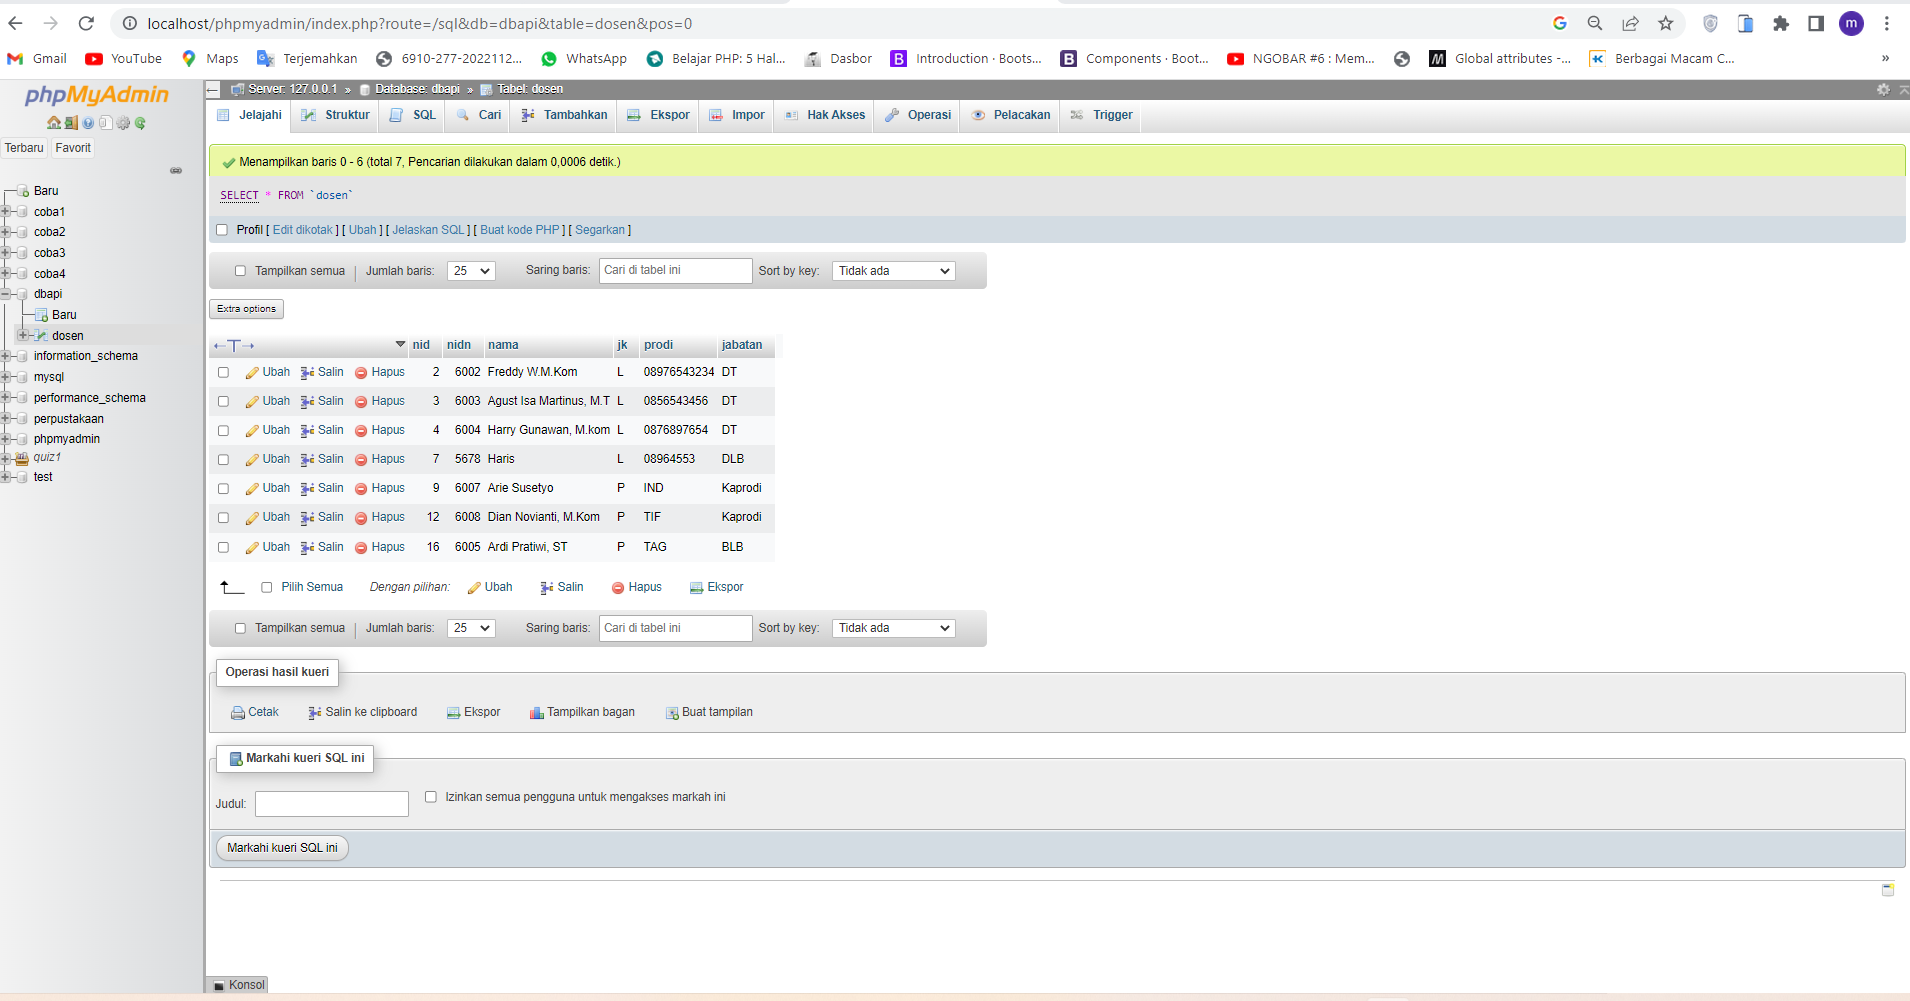 localhost/phpmyadmin/index.php?route=/sql&db=dbapi&table=dosen&pos=0
m
Gmail YouTube Maps Terjemahkan 6910-277-2022112... WhatsApp Belajar PHP: 5 Hal... Dasbor Introduction · Boots... Components · Boot... NGOBAR #6 : Mem... Global attributes -... Berbagai Macam C... »
phpMyAdmin
Terbaru Favorit
Baru
coba1
coba2
coba3
coba4
dbapi
Baru
dosen
information_schema
mysql
performance_schema
perpustakaan
phpmyadmin
quiz1
test
Server: 127.0.0.1 » Database: dbapi » Tabel: dosen
Jelajahi Struktur SQL Cari Tambahkan Ekspor Impor Hak Akses Operasi Pelacakan Trigger
Menampilkan baris 0 - 6 (total 7, Pencarian dilakukan dalam 0,0006 detik.)
SELECT * FROM `dosen`
Profil [ Edit dikotak ] [ Ubah ] [ Jelaskan SQL ] [ Buat kode PHP ] [ Segarkan ]
Tampilkan semua | Jumlah baris: 25 Saring baris: Cari di tabel ini Sort by key: Tidak ada
Extra options
←T→ nid nidn nama jk prodi jabatan
Ubah Salin Hapus 2 6002 Freddy W.M.Kom L 08976543234 DT
Ubah Salin Hapus 3 6003 Agust Isa Martinus, M.T L 0856543456 DT
Ubah Salin Hapus 4 6004 Harry Gunawan, M.kom L 0876897654 DT
Ubah Salin Hapus 7 5678 Haris L 08964553 DLB
Ubah Salin Hapus 9 6007 Arie Susetyo P IND Kaprodi
Ubah Salin Hapus 12 6008 Dian Novianti, M.Kom P TIF Kaprodi
Ubah Salin Hapus 16 6005 Ardi Pratiwi, ST P TAG BLB
Pilih Semua Dengan pilihan: Ubah Salin Hapus Ekspor
Tampilkan semua | Jumlah baris: 25 Saring baris: Cari di tabel ini Sort by key: Tidak ada
Operasi hasil kueri
Cetak Salin ke clipboard Ekspor Tampilkan bagan Buat tampilan
Markahi kueri SQL ini
Judul: Izinkan semua pengguna untuk mengakses markah ini
Markahi kueri SQL ini
Konsol